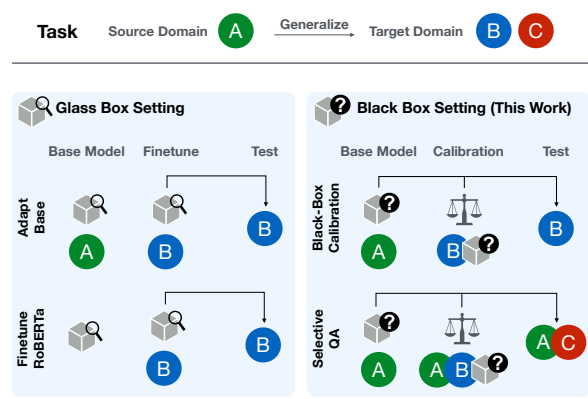 Task Source Domain A Generalize Target Domain B C
Glass Box Setting
Base Model Finetune Test
Adapt Base
A B B
Finetune RoBERTa
B B
? Black Box Setting (This Work)
Base Model Calibration Test
Black-Box Calibration
? ?
A B B
Selective QA
? ?
A A B A C